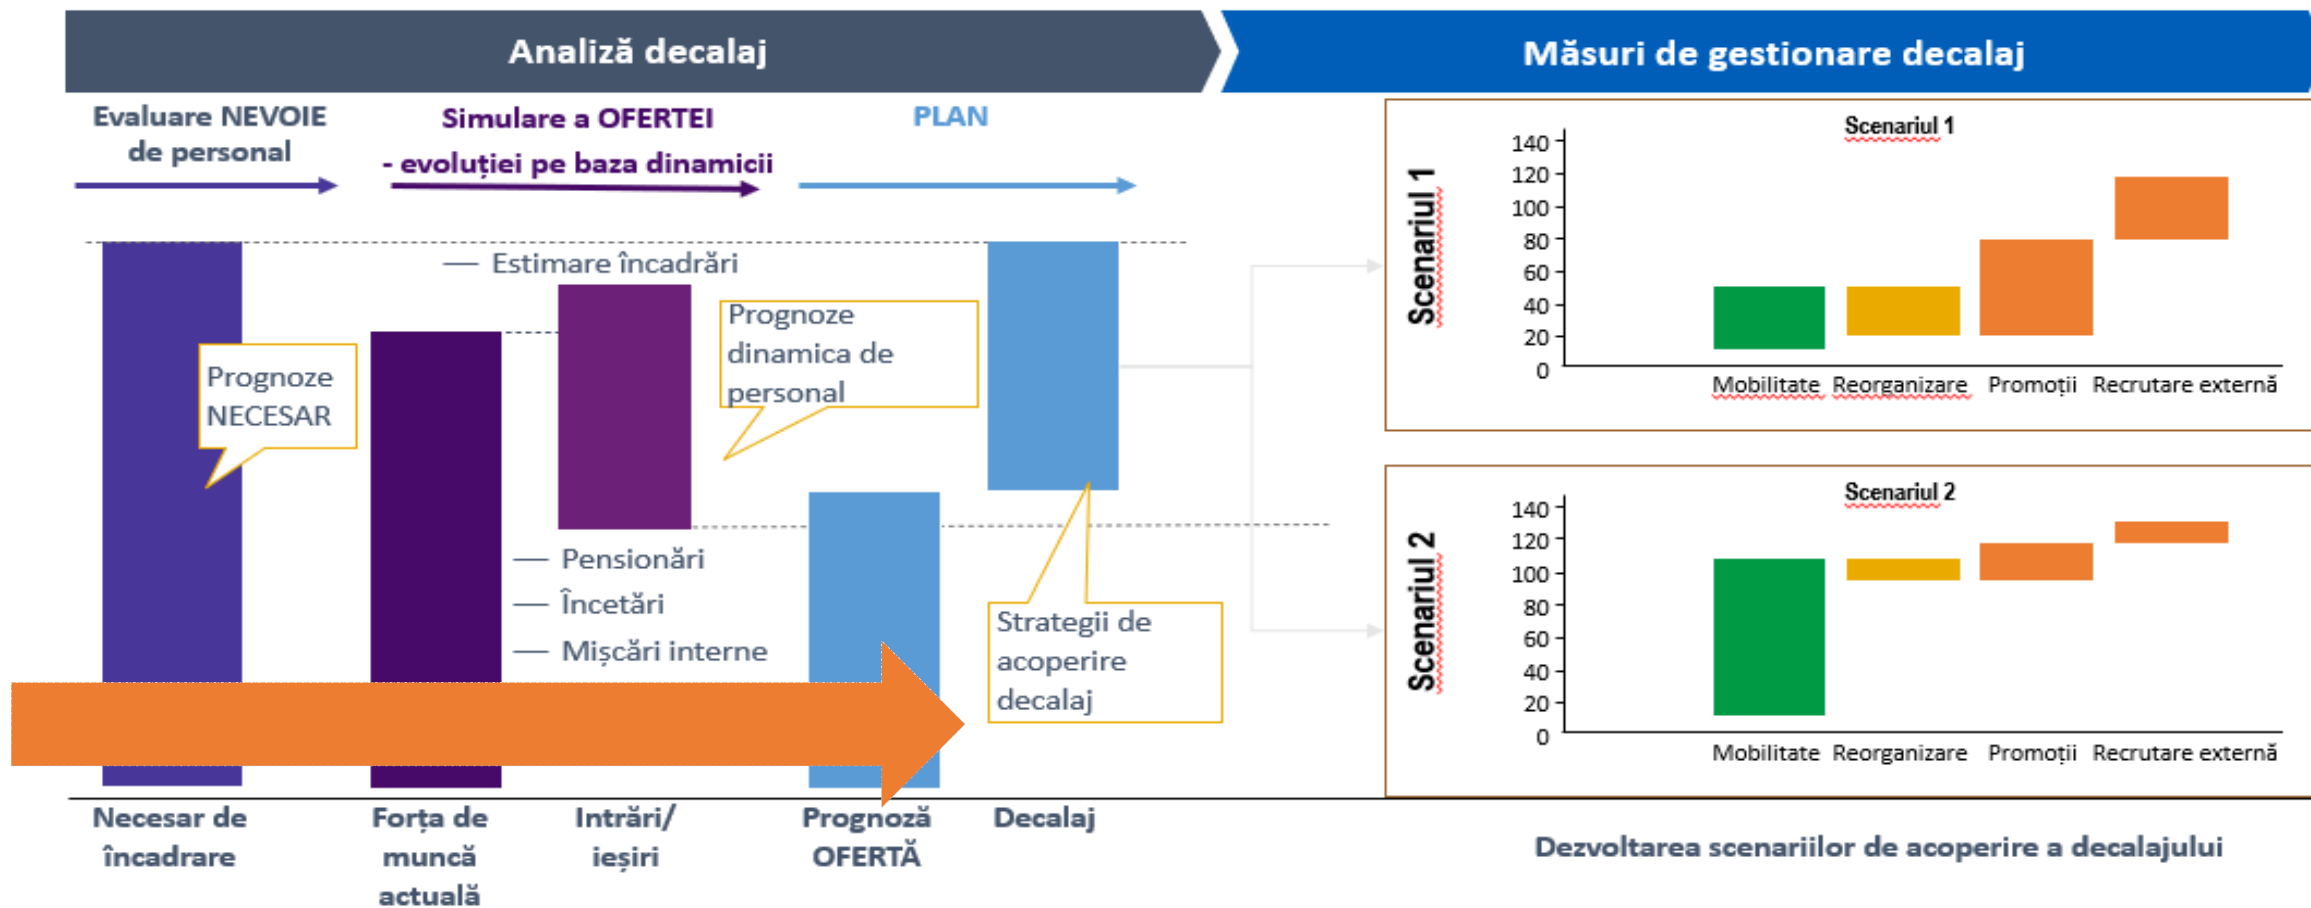 Analiză decalaj
Măsuri de gestionare decalaj
Evaluare NEVOIE
de personal
Simulare a OFERTEI
- evoluției pe baza dinamicii
PLAN
Estimare încadrări
Prognoze
NECESAR
Prognoze
dinamica de
personal
Pensionări
Încetări
Mișcări interne
Strategii de
acoperire
decalaj
Necesar de
încadrare
Forța de
muncă
actuală
Intrări/
ieșiri
Prognoză
OFERTĂ
Decalaj
Scenariul 1
Scenariul 1
140
120
100
80
60
40
20
0
Mobilitate Reorganizare Promoții Recrutare externă
Scenariul 2
Scenariul 2
140
120
100
80
60
40
20
0
Mobilitate Reorganizare Promoții Recrutare externă
Dezvoltarea scenariilor de acoperire a decalajului